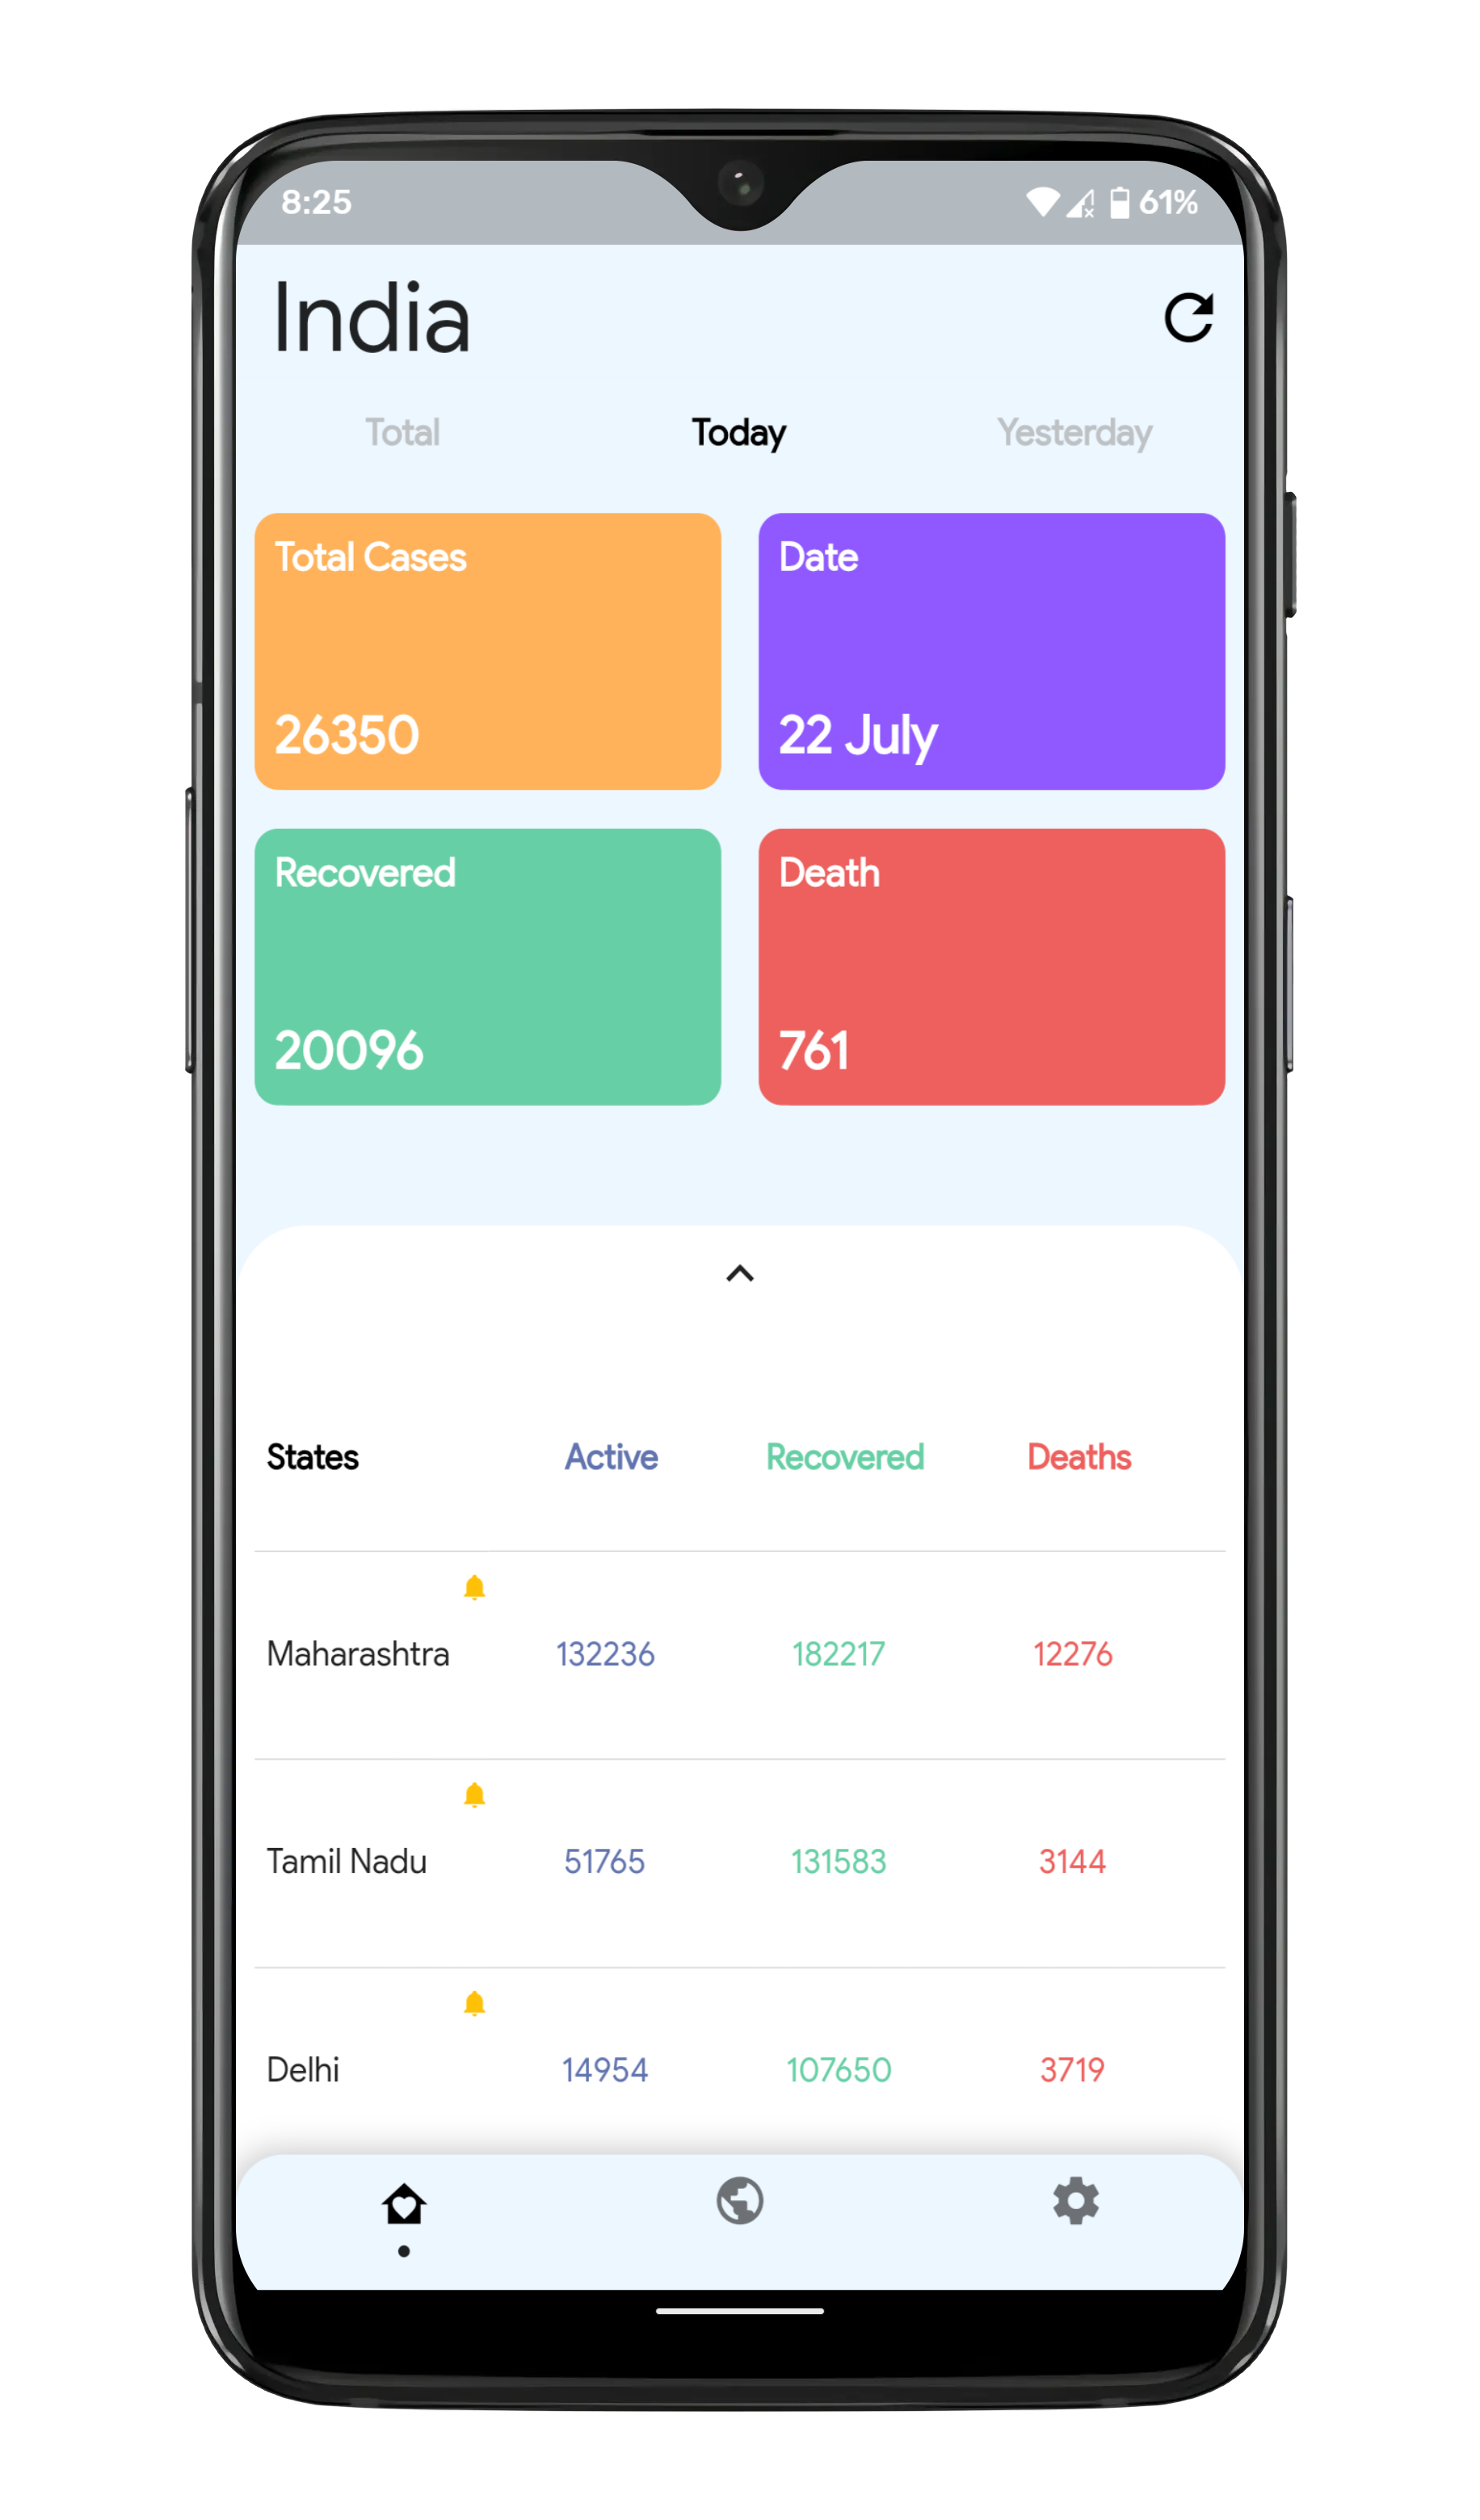 8:25 61%
India
Total Today Yesterday
Total Cases Date
26350 22 July
Recovered Death
20096 761
States Active Recovered Deaths
Maharashtra 132236 182217 12276
Tamil Nadu 51765 131583 3144
Delhi 14954 107650 3719